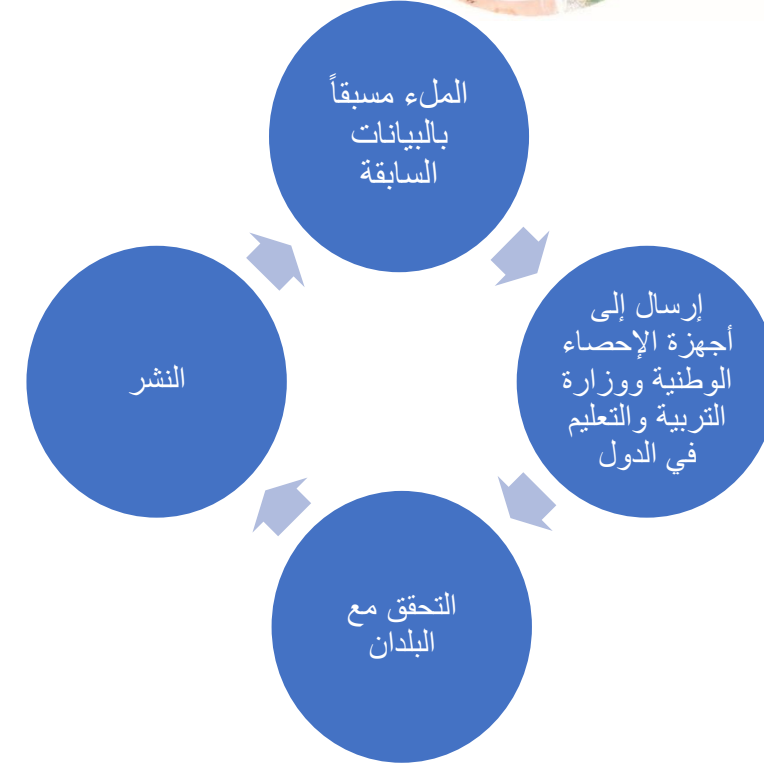 الملء مسبقاً
بالبيانات
السابقة
إرسال إلى
أجهزة الإحصاء
الوطنية ووزارة
التربية والتعليم
في الدول
التحقق مع
البلدان
النشر